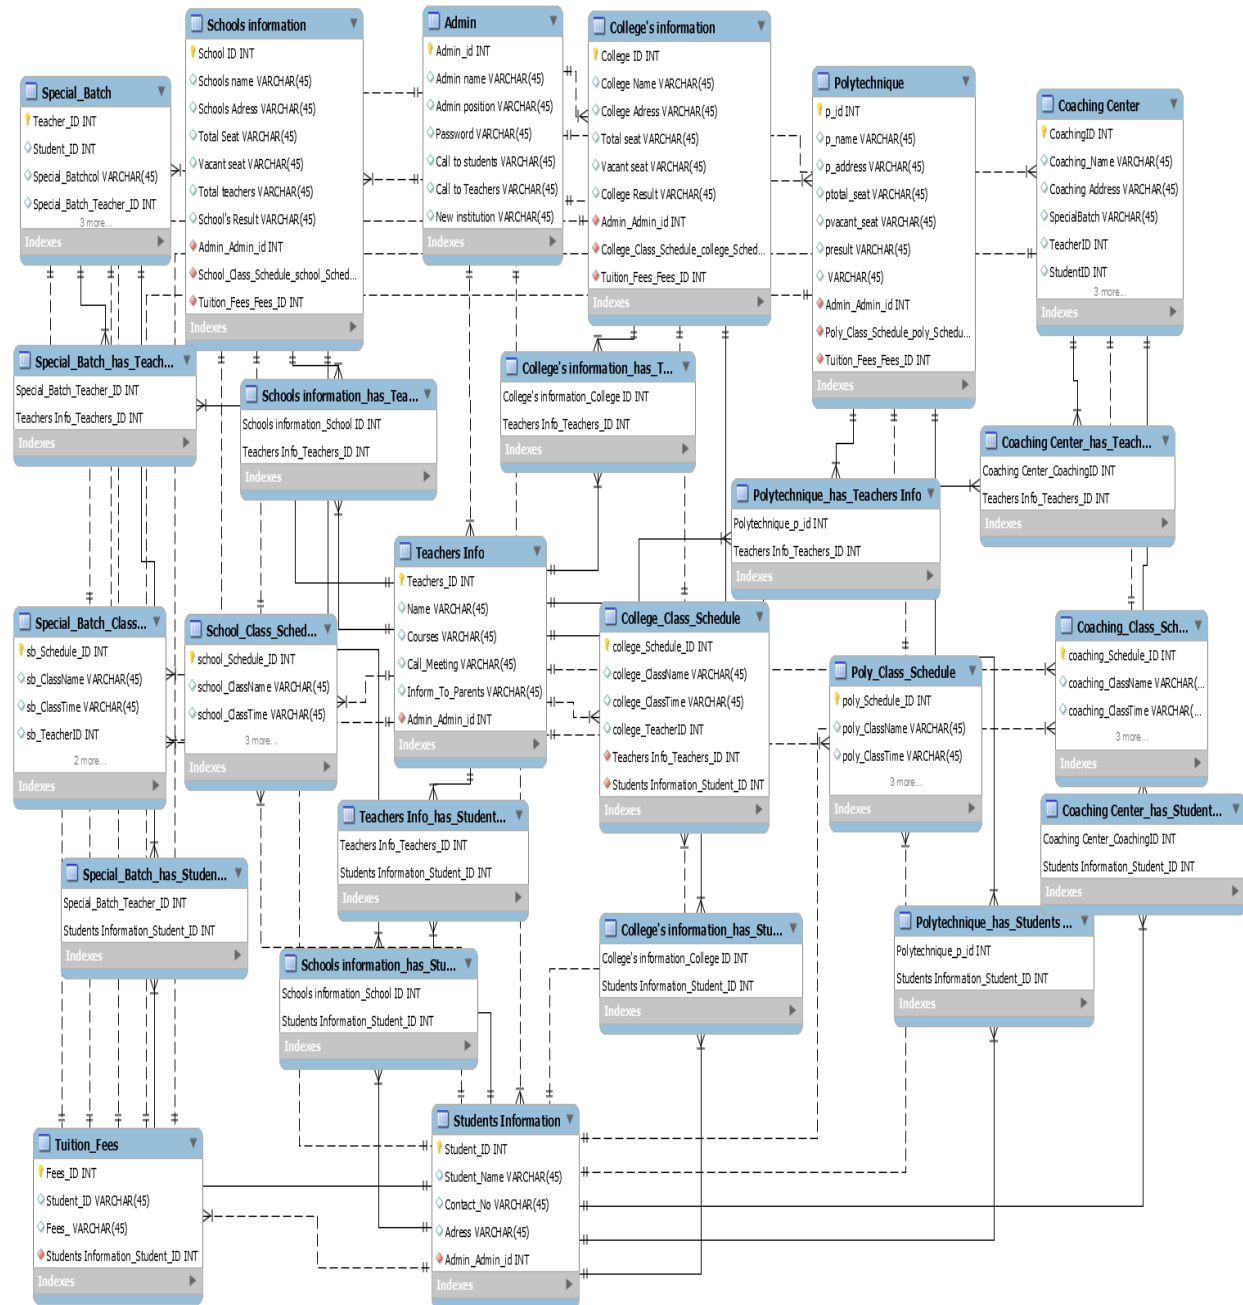 Schools information
School ID INT
Schools name VARCHAR(45)
Schools Adress VARCHAR(45)
Total Seat VARCHAR(45)
Vacant seat VARCHAR(45)
Total teachers VARCHAR(45)
School's Result VARCHAR(45)
Admin_Admin_id INT
School_Class_Schedule_school_Sched...
Tuition_Fees_Fees_ID INT
Indexes
Admin
Admin_id INT
Admin name VARCHAR(45)
Admin position VARCHAR(45)
Password VARCHAR(45)
Call to students VARCHAR(45)
Call to Teachers VARCHAR(45)
New institution VARCHAR(45)
Indexes
College's information
College ID INT
College Name VARCHAR(45)
College Adress VARCHAR(45)
Total seat VARCHAR(45)
Vacant seat VARCHAR(45)
College Result VARCHAR(45)
Admin_Admin_id INT
College_Class_Schedule_college_Sched...
Tuition_Fees_Fees_ID INT
Indexes
Polytechnique
p_id INT
p_name VARCHAR(45)
p_address VARCHAR(45)
ptotal_seat VARCHAR(45)
pvacant_seat VARCHAR(45)
presult VARCHAR(45)
VARCHAR(45)
Admin_Admin_id INT
Poly_Class_Schedule_poly_Schedu...
Tuition_Fees_Fees_ID INT
Indexes
Coaching Center
CoachingID INT
Coaching_Name VARCHAR(45)
Coaching Address VARCHAR(45)
SpecialBatch VARCHAR(45)
TeacherID INT
StudentID INT
3 more...
Indexes
Special_Batch
Teacher_ID INT
Student_ID INT
Special_Batchcol VARCHAR(45)
Special_Batch_Teacher_ID INT
3 more...
Indexes
Special_Batch_has_Teach...
Special_Batch_Teacher_ID INT
Teachers Info_Teachers_ID INT
Indexes
Schools information_has_Tea...
Schools information_School ID INT
Teachers Info_Teachers_ID INT
Indexes
College's information_has_T...
College's information_College ID INT
Teachers Info_Teachers_ID INT
Indexes
Polytechnique_has_Teachers Info
Polytechnique_p_id INT
Teachers Info_Teachers_ID INT
Indexes
Coaching Center_has_Teach...
Coaching Center_CoachingID INT
Teachers Info_Teachers_ID INT
Indexes
Teachers Info
Teachers_ID INT
Name VARCHAR(45)
Courses VARCHAR(45)
Call_Meeting VARCHAR(45)
Inform_To_Parents VARCHAR(45)
Admin_Admin_id INT
Indexes
Special_Batch_Class...
sb_Schedule_ID INT
sb_ClassName VARCHAR(45)
sb_ClassTime VARCHAR(45)
sb_TeacherID INT
2 more...
Indexes
School_Class_Sched...
school_Schedule_ID INT
school_ClassName VARCHAR(45)
school_ClassTime VARCHAR(45)
3 more...
Indexes
College_Class_Schedule
college_Schedule_ID INT
college_ClassName VARCHAR(45)
college_ClassTime VARCHAR(45)
college_TeacherID INT
Teachers Info_Teachers_ID INT
Students Information_Student_ID INT
Indexes
Poly_Class_Schedule
poly_Schedule_ID INT
poly_ClassName VARCHAR(45)
poly_ClassTime VARCHAR(45)
3 more...
Indexes
Coaching_Class_Sch...
coaching_Schedule_ID INT
coaching_ClassName VARCHAR(...
coaching_ClassTime VARCHAR(...
3 more...
Indexes
Teachers Info_has_Student...
Teachers Info_Teachers_ID INT
Students Information_Student_ID INT
Indexes
Coaching Center_has_Student...
Coaching Center_CoachingID INT
Students Information_Student_ID INT
Indexes
Special_Batch_has_Studen...
Special_Batch_Teacher_ID INT
Students Information_Student_ID INT
Indexes
Schools information_has_Stu...
Schools information_School ID INT
Students Information_Student_ID INT
Indexes
College's information_has_Stu...
College's information_College ID INT
Students Information_Student_ID INT
Indexes
Polytechnique_has_Students ...
Polytechnique_p_id INT
Students Information_Student_ID INT
Indexes
Tuition_Fees
Fees_ID INT
Student_ID VARCHAR(45)
Fees_ VARCHAR(45)
Students Information_Student_ID INT
Indexes
Students Information
Student_ID INT
Student_Name VARCHAR(45)
Contact_No VARCHAR(45)
Adress VARCHAR(45)
Admin_Admin_id INT
Indexes